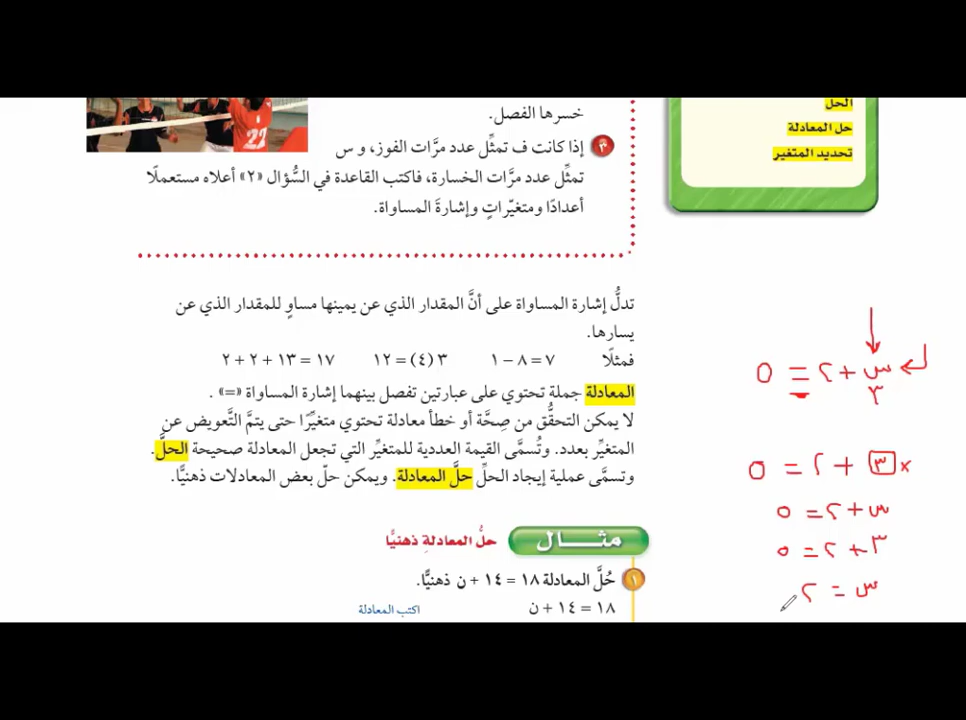 الحل
حل المعادلة
تحديد المتغير
خسرها الفصل.
٣ إذا كانت ف تمثِّل عدد مرَّات الفوز، و س
تمثِّل عدد مرَّات الخسارة، فاكتب القاعدة في السُّؤال «٢» أعلاه مستعملًا
أعدادًا ومتغيّراتٍ وإشارةَ المساواة.
تدلُّ إشارة المساواة على أنَّ المقدار الذي عن يمينها مساوٍ للمقدار الذي عن
يسارها.
فمثلًا ٧ = ٨ − ١ ٣ (٤) = ١٢ ١٧ = ١٣ + ٢ + ٢
المعادلة جملة تحتوي على عبارتين تفصل بينهما إشارة المساواة «=» .
لا يمكن التحقُّق من صِحَّة أو خطأ معادلة تحتوي متغيِّرًا حتى يتمَّ التَّعويض عن
المتغيِّر بعدد. وتُسمَّى القيمة العددية للمتغيِّر التي تجعل المعادلة صحيحة الحلَّ.
وتسمَّى عملية إيجاد الحلِّ حلَّ المعادلة. ويمكن حلّ بعض المعادلات ذهنيًّا.
مثـــال حلُّ المعادلةِ ذهنيًّا
١ حُلَّ المعادلة ١٨ = ١٤ + ن ذهنيًّا.
١٨ = ١٤ + ن اكتب المعادلة
س + ٢ = ٥
٣
× ٣ + ٢ = ٥
س + ٢ = ٥
٣ + ٢ = ٥
س = ٢
22